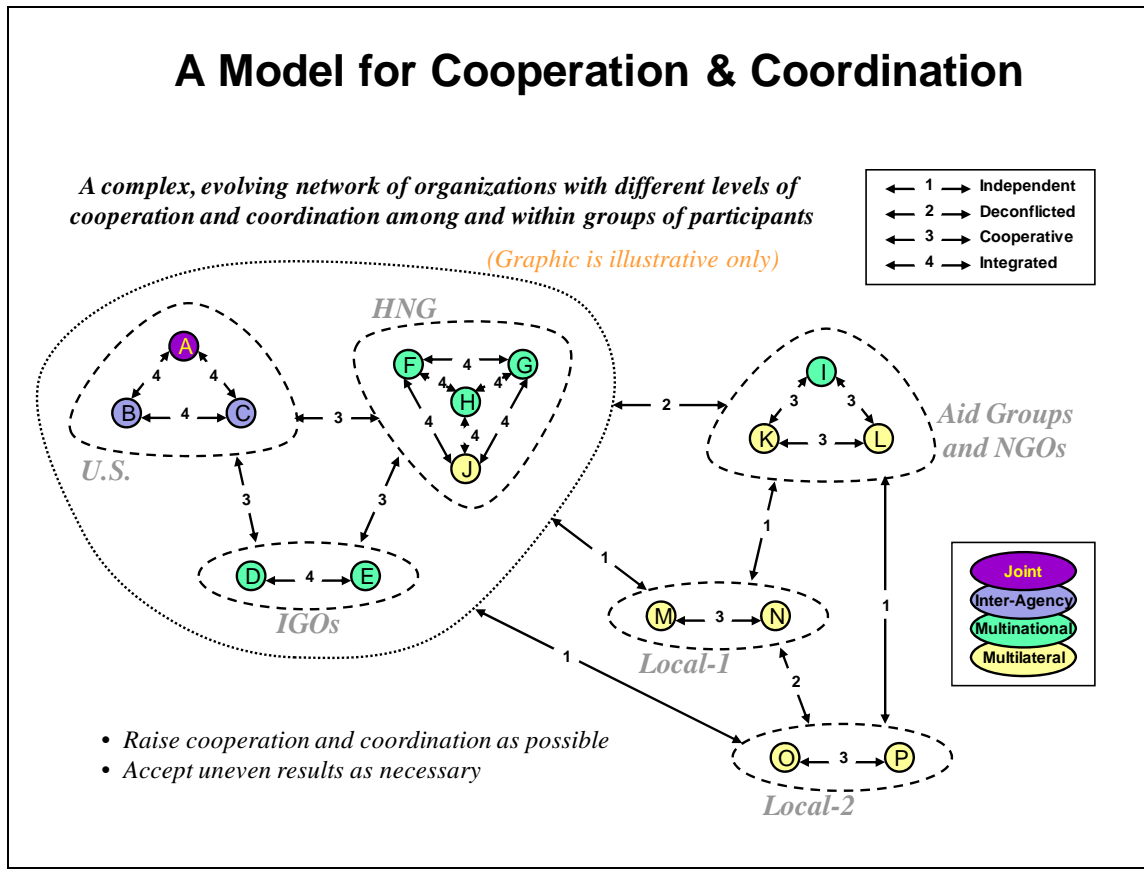 A Model for Cooperation & Coordination
A complex, evolving network of organizations with different levels of
cooperation and coordination among and within groups of participants
(Graphic is illustrative only)
1 Independent
2 Deconflicted
3 Cooperative
4 Integrated
HNG
A
4 4
B 4 C
U.S.
3
F 4 G
4 4
H
4 4 4
J
2
I
3 3
K 3 L
Aid Groups
and NGOs
3 3
D 4 E
IGOs
1
1
1
M 3 N
Local-1
1
2
O 3 P
Local-2
Joint
Inter-Agency
Multinational
Multilateral
• Raise cooperation and coordination as possible
• Accept uneven results as necessary